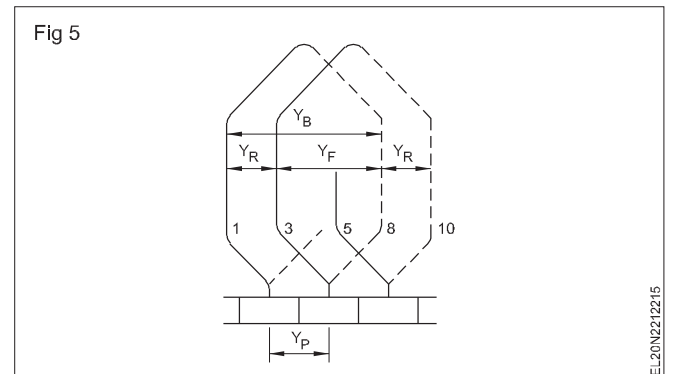 Fig 5
Y_B
Y_R Y_F Y_R
1 3 5 8 10
Y_P
EL20N2212215